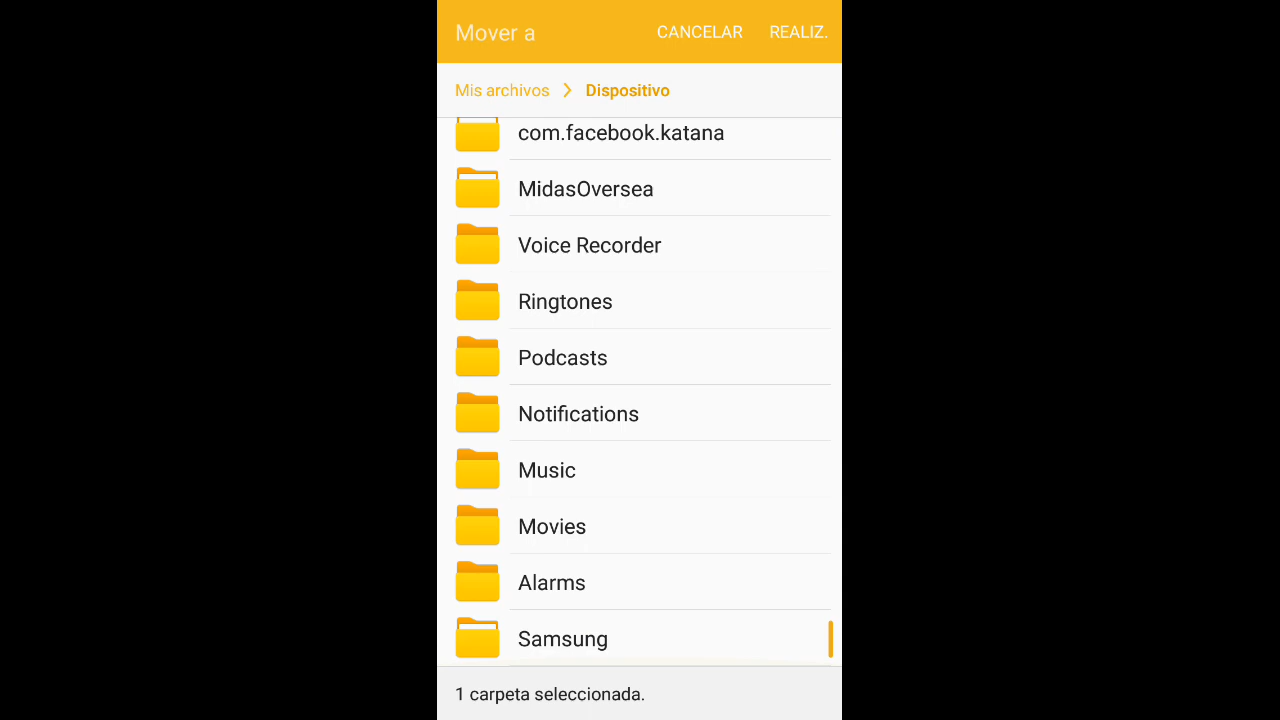 Mover a CANCELAR REALIZ.
Mis archivos > Dispositivo
com.facebook.katana
MidasOversea
Voice Recorder
Ringtones
Podcasts
Notifications
Music
Movies
Alarms
Samsung
1 carpeta seleccionada.